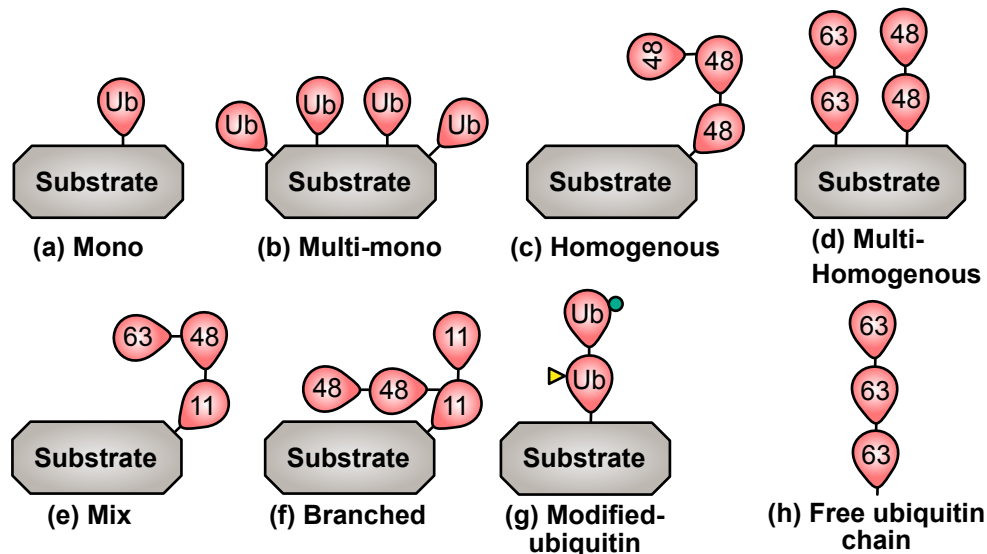 Ub
Substrate
(a) Mono
Ub Ub Ub Ub
Substrate
(b) Multi-mono
48 48
48
Substrate
(c) Homogenous
63 48
63 48
Substrate
(d) Multi-
Homogenous
63 48
11
Substrate
(e) Mix
11
48 48 11
Substrate
(f) Branched
Ub
Ub
Substrate
(g) Modified-
ubiquitin
63
63
63
(h) Free ubiquitin
chain